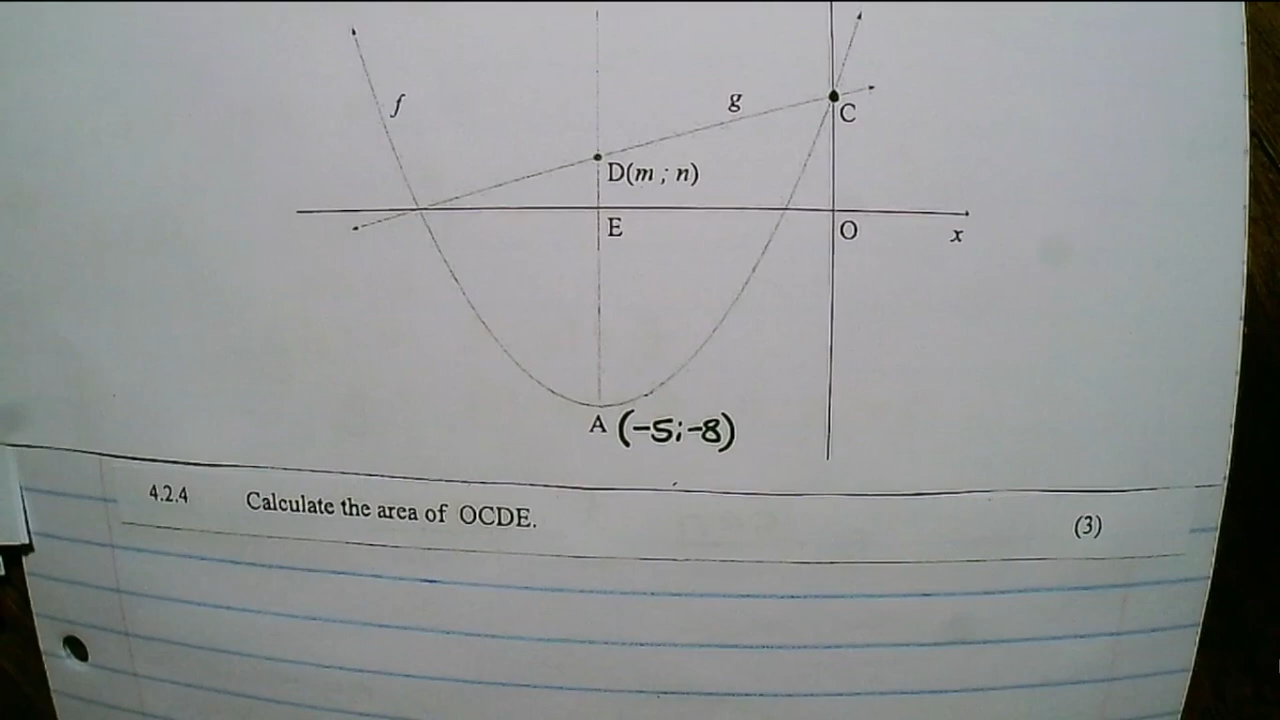 f
g
C
D(m ; n)
E
O
x
A (-5;-8)
4.2.4 Calculate the area of OCDE. (3)